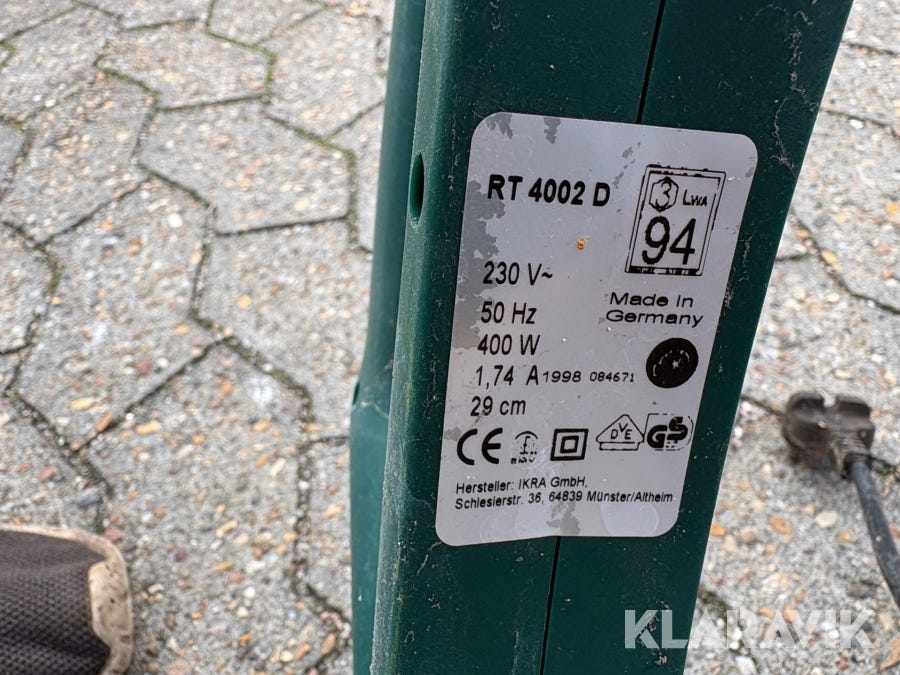 RT 4002 D
3 LWA
94
230 V~
50 Hz
400 W
1,74 A 1998 084671
29 cm
Made in
Germany
CE
DVE
GS
Hersteller: IKRA GmbH,
Schlesierstr. 36, 64839 Münster/Altheim
KLARAVIK